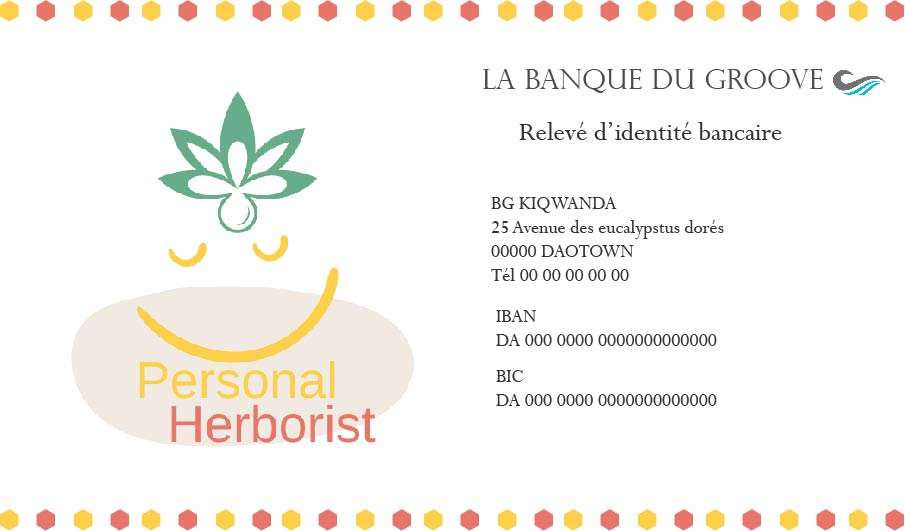 Personal
Herborist
LA BANQUE DU GROOVE
Relevé d’identité bancaire
BG KIQWANDA
25 Avenue des eucalypstus dorés
00000 DAOTOWN
Tél 00 00 00 00 00
IBAN
DA 000 0000 0000000000000
BIC
DA 000 0000 0000000000000